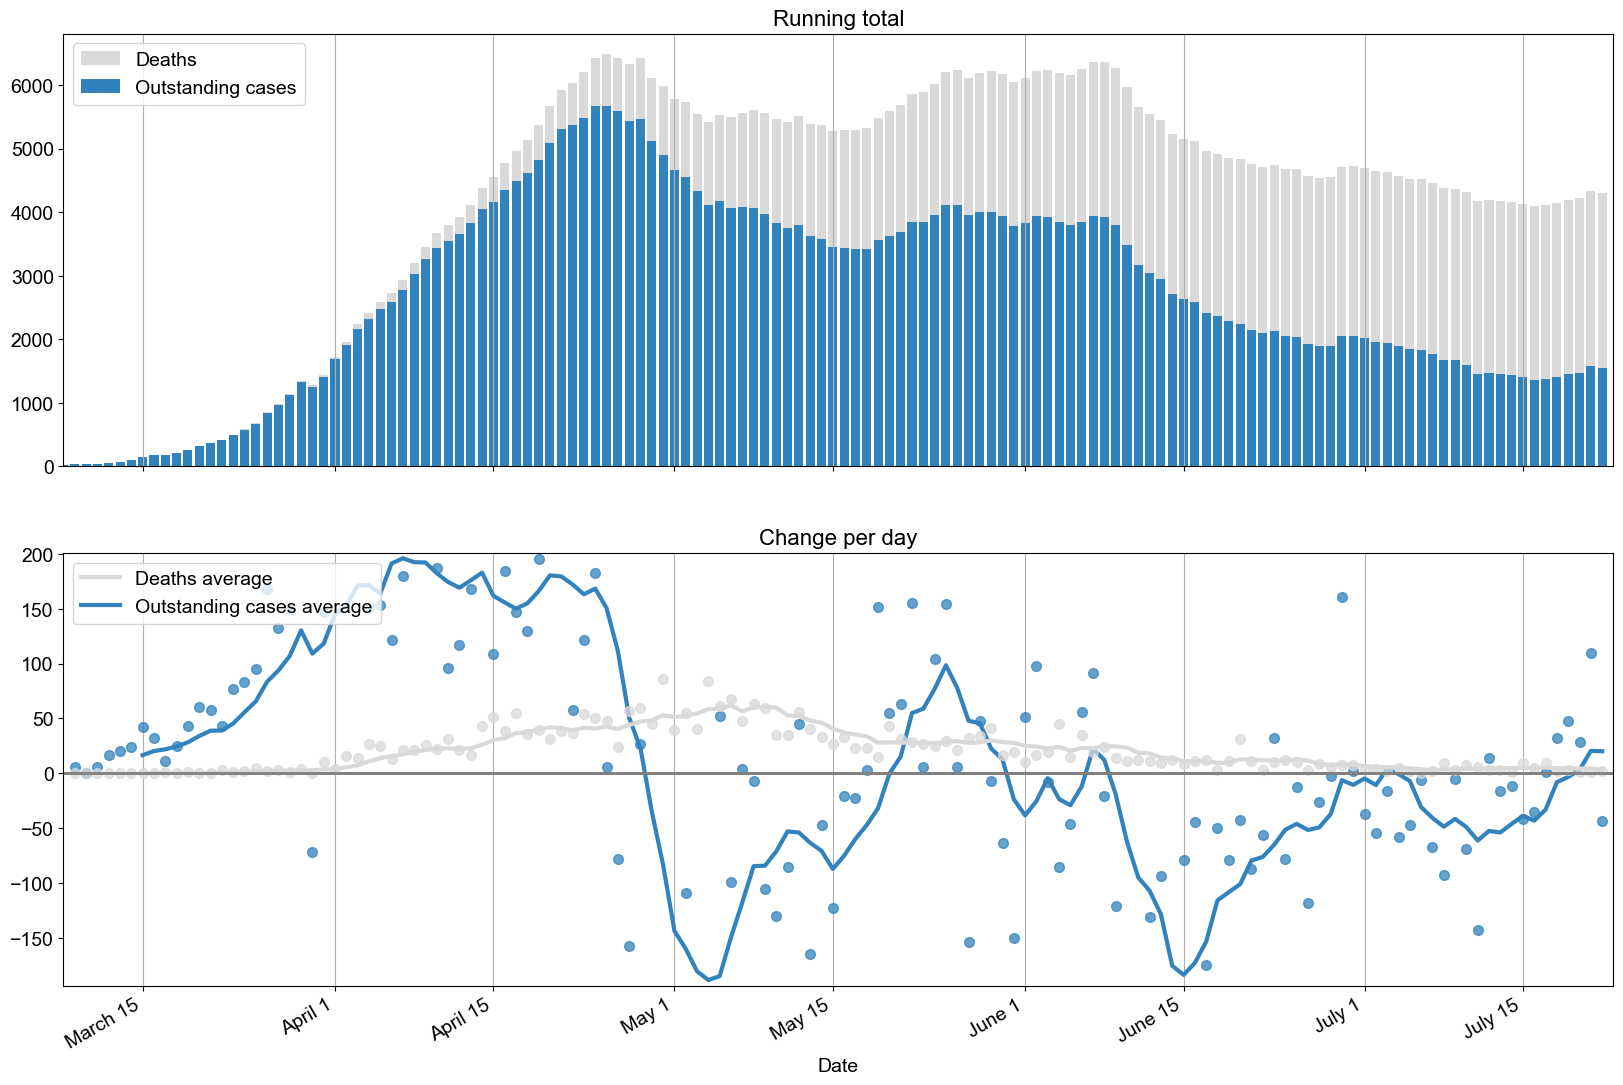 Running total
Deaths
Outstanding cases
6000
5000
4000
3000
2000
1000
0
Change per day
Deaths average
Outstanding cases average
200
150
100
50
0
−50
−100
−150
March 15
April 1
April 15
May 1
May 15
June 1
June 15
July 1
July 15
Date